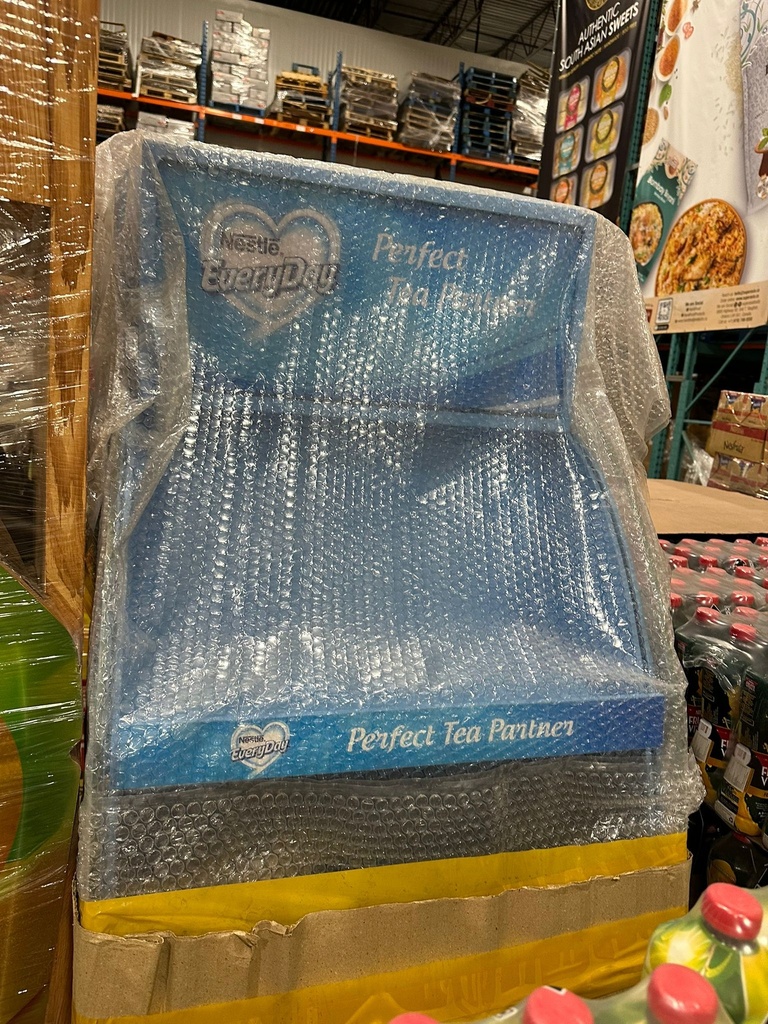 AUTHENTIC
SOUTH ASIAN SWEETS
Nestlé
EveryDay
Perfect
Tea Partner
Nestlé
EveryDay
Perfect Tea Partner